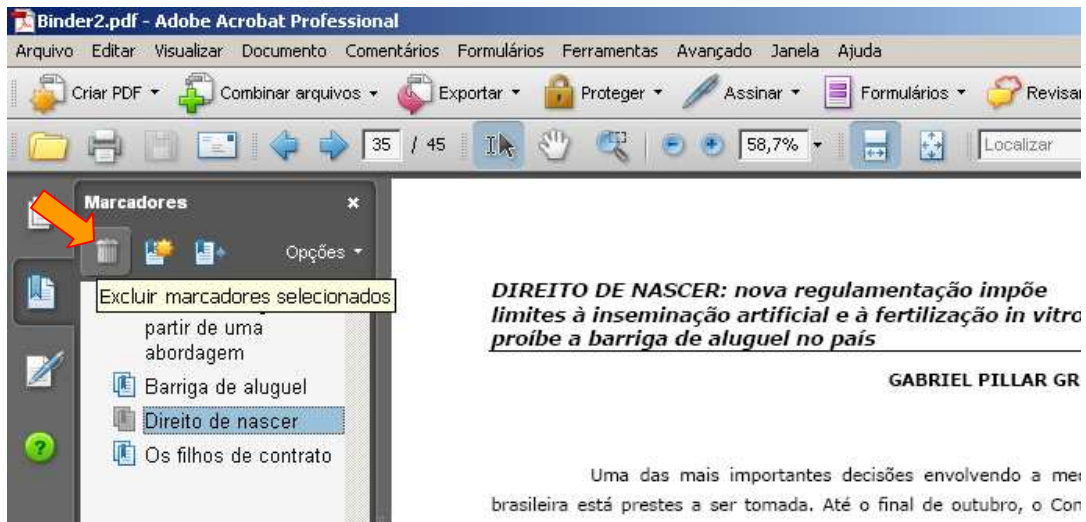 Binder2.pdf - Adobe Acrobat Professional
Arquivo Editar Visualizar Documento Comentários Formulários Ferramentas Avançado Janela Ajuda
Criar PDF Combinar arquivos Exportar Proteger Assinar Formulários Revisar
35 / 45 58,7% Localizar
Marcadores
Opções
Excluir marcadores selecionados
partir de uma
abordagem
Barriga de aluguel
Direito de nascer
Os filhos de contrato
DIREITO DE NASCER: nova regulamentação impõe
limites à inseminação artificial e à fertilização in vitro
proíbe a barriga de aluguel no país
GABRIEL PILLAR GR
Uma das mais importantes decisões envolvendo a med
brasileira está prestes a ser tomada. Até o final de outubro, o Con